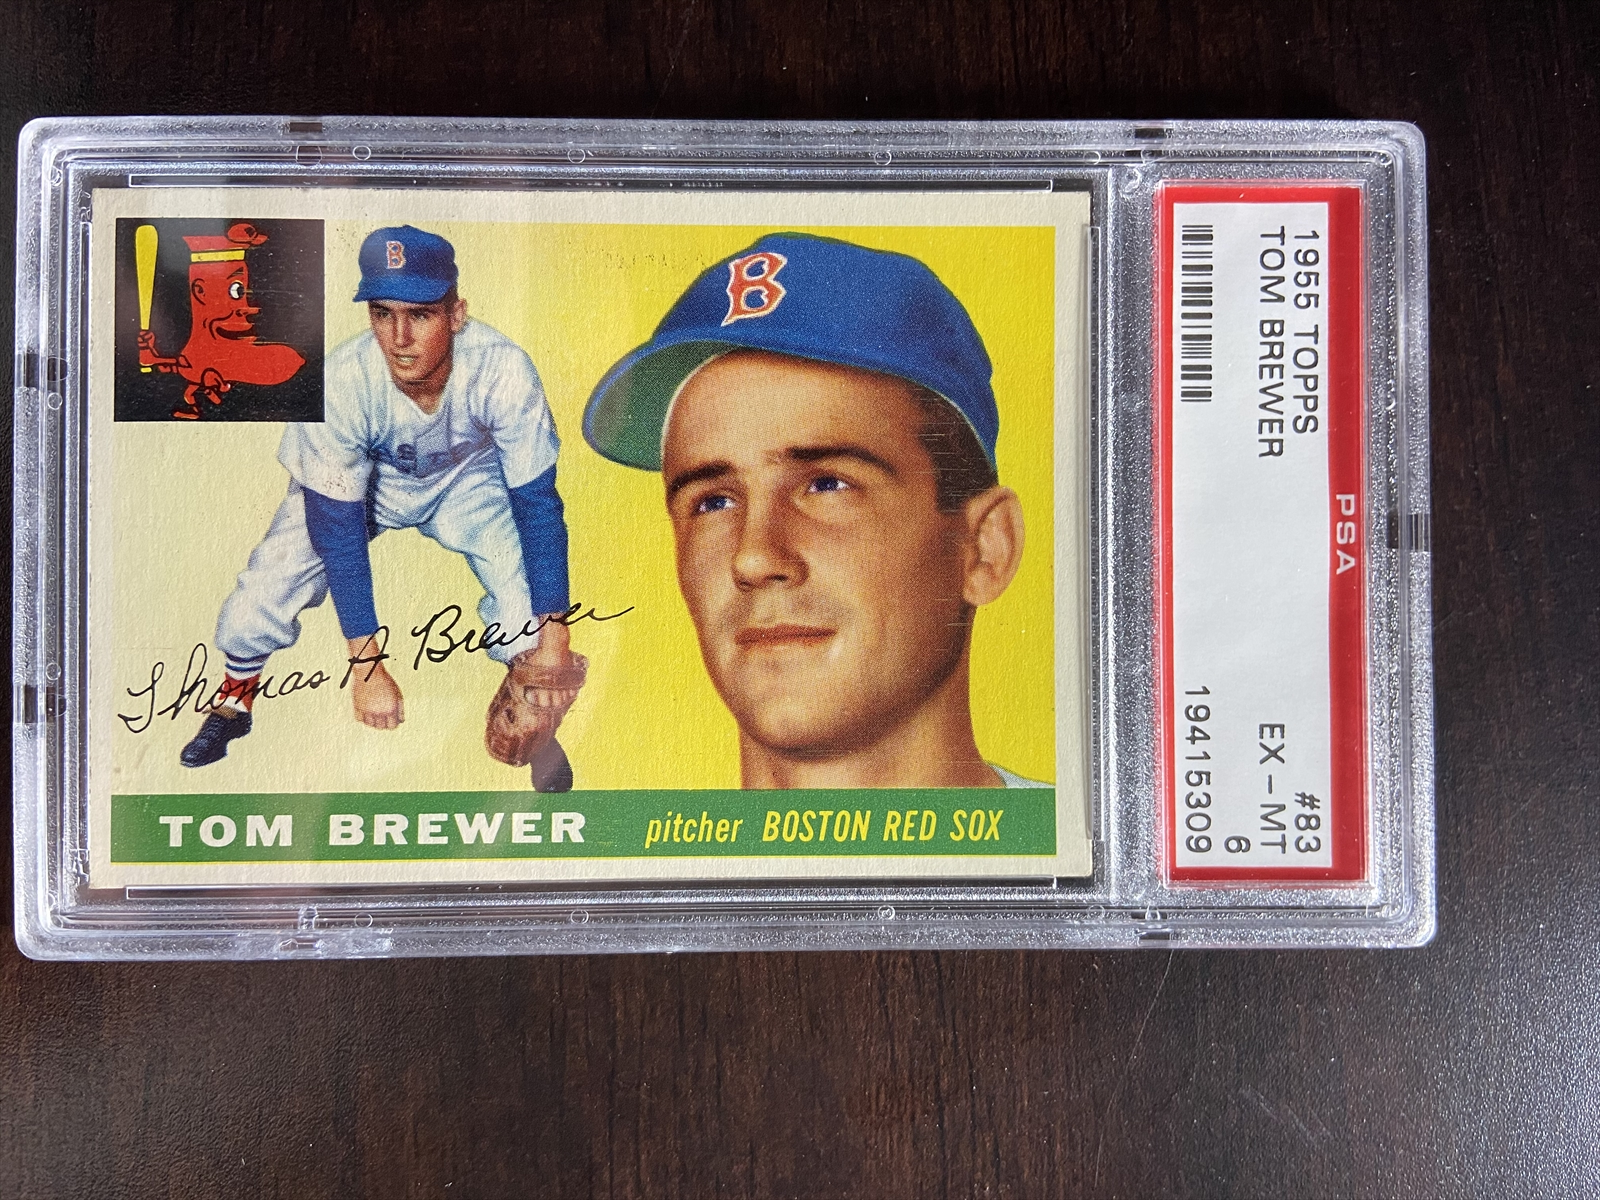 B
B
Thomas A. Brewer
TOM BREWER pitcher BOSTON RED SOX
PSA
1955 TOPPS #83
TOM BREWER EX-MT
6
19415309